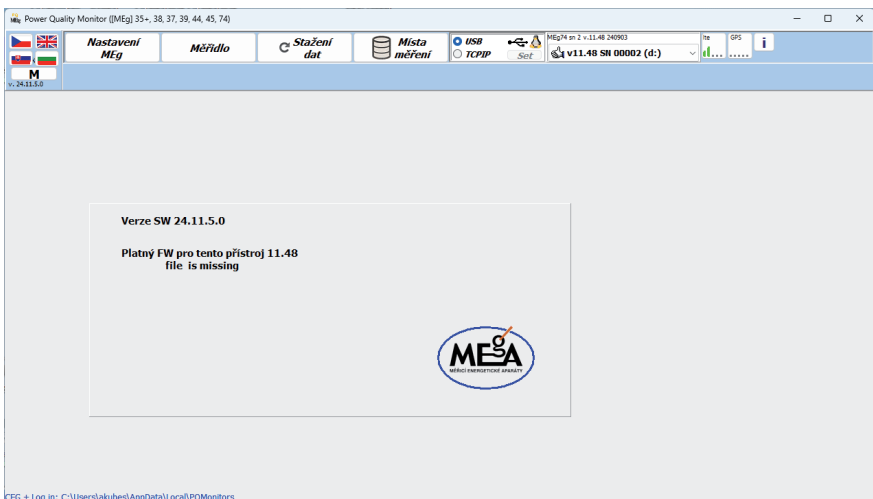 Power Quality Monitor ([MEg] 35+, 38, 37, 39, 44, 45, 74)
Nastavení
MEg
Měřidlo
Stažení
dat
Místa
měření
USB
TCPIP
Set
MEg74 sn 2 v.11.48 240903
v11.48 SN 00002 (d:)
lte
GPS
i
M
v. 24.11.5.0
Verze SW 24.11.5.0
Platný FW pro tento přístroj 11.48
file is missing
MEgA
MĚŘICÍ ENERGETICKÉ APARÁTY
CFG + Log in: C:\Users\akubes\AppData\Local\PQMonitors